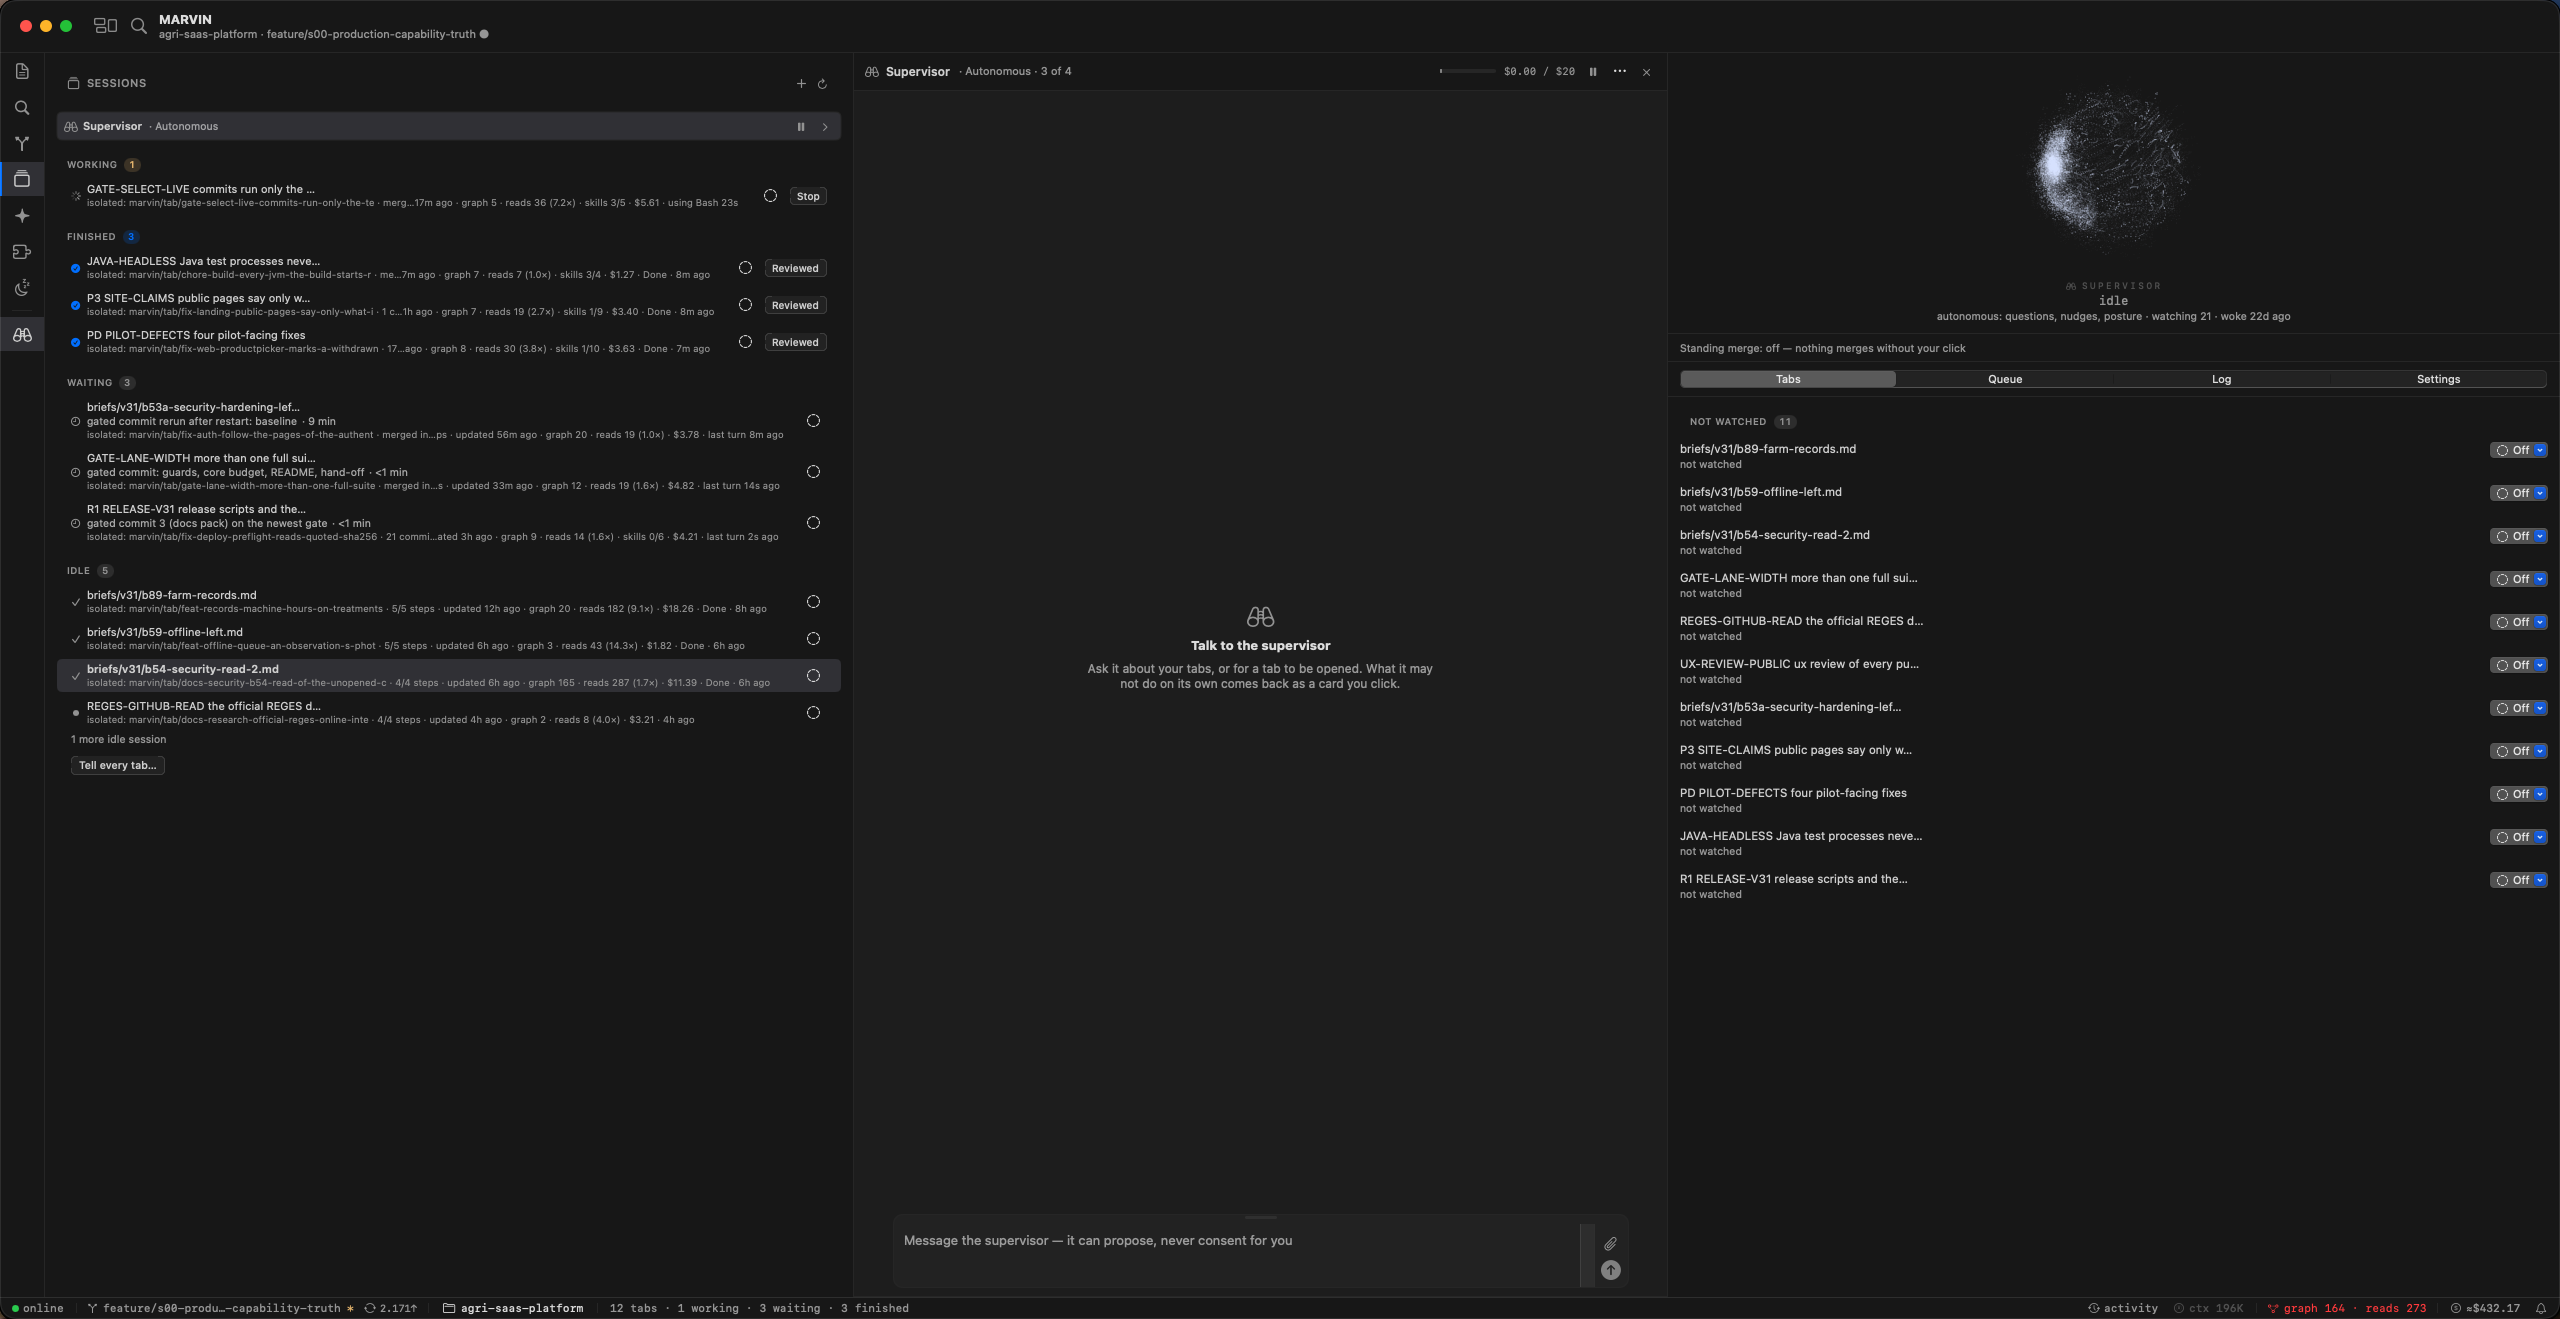 MARVIN
agri-saas-platform · feature/s00-production-capability-truth
SESSIONS
Supervisor · Autonomous
WORKING 1
GATE-SELECT-LIVE commits run only the ...
isolated: marvin/tab/gate-select-live-commits-run-only-the-te · merg...17m ago · graph 5 · reads 36 (7.2×) · skills 3/5 · $5.61 · using Bash 23s
Stop
FINISHED 3
JAVA-HEADLESS Java test processes neve...
isolated: marvin/tab/chore-build-every-jvm-the-build-starts-r · me...7m ago · graph 7 · reads 7 (1.0×) · skills 3/4 · $1.27 · Done · 8m ago
Reviewed
P3 SITE-CLAIMS public pages say only w...
isolated: marvin/tab/fix-landing-public-pages-say-only-what-i · 1 c...1h ago · graph 7 · reads 19 (2.7×) · skills 1/9 · $3.40 · Done · 8m ago
Reviewed
PD PILOT-DEFECTS four pilot-facing fixes
isolated: marvin/tab/fix-web-productpicker-marks-a-withdrawn · 17...ago · graph 8 · reads 30 (3.8×) · skills 1/10 · $3.63 · Done · 7m ago
Reviewed
WAITING 3
briefs/v31/b53a-security-hardening-lef...
gated commit rerun after restart: baseline · 9 min
isolated: marvin/tab/fix-auth-follow-the-pages-of-the-authent · merged in...ps · updated 56m ago · graph 20 · reads 19 (1.0×) · $3.78 · last turn 8m ago
GATE-LANE-WIDTH more than one full sui...
gated commit: guards, core budget, README, hand-off · <1 min
isolated: marvin/tab/gate-lane-width-more-than-one-full-suite · merged in...s · updated 33m ago · graph 12 · reads 19 (1.6×) · $4.82 · last turn 14s ago
R1 RELEASE-V31 release scripts and the...
gated commit 3 (docs pack) on the newest gate · <1 min
isolated: marvin/tab/fix-deploy-preflight-reads-quoted-sha256 · 21 commi...ated 3h ago · graph 9 · reads 14 (1.6×) · skills 0/6 · $4.21 · last turn 2s ago
IDLE 5
briefs/v31/b89-farm-records.md
isolated: marvin/tab/feat-records-machine-hours-on-treatments · 5/5 steps · updated 12h ago · graph 20 · reads 182 (9.1×) · $18.26 · Done · 8h ago
briefs/v31/b59-offline-left.md
isolated: marvin/tab/feat-offline-queue-an-observation-s-phot · 5/5 steps · updated 6h ago · graph 3 · reads 43 (14.3×) · $1.82 · Done · 6h ago
briefs/v31/b54-security-read-2.md
isolated: marvin/tab/docs-security-b54-read-of-the-unopened-c · 4/4 steps · updated 6h ago · graph 165 · reads 287 (1.7×) · $11.39 · Done · 6h ago
REGES-GITHUB-READ the official REGES d...
isolated: marvin/tab/docs-research-official-reges-online-inte · 4/4 steps · updated 4h ago · graph 2 · reads 8 (4.0×) · $3.21 · 4h ago
1 more idle session
Tell every tab...
Supervisor · Autonomous · 3 of 4
$0.00 / $20
Talk to the supervisor
Ask it about your tabs, or for a tab to be opened. What it may
not do on its own comes back as a card you click.
Message the supervisor — it can propose, never consent for you
SUPERVISOR
idle
autonomous: questions, nudges, posture · watching 21 · woke 22d ago
Standing merge: off — nothing merges without your click
Tabs
Queue
Log
Settings
NOT WATCHED 11
briefs/v31/b89-farm-records.md
not watched
Off
briefs/v31/b59-offline-left.md
not watched
Off
briefs/v31/b54-security-read-2.md
not watched
Off
GATE-LANE-WIDTH more than one full sui...
not watched
Off
REGES-GITHUB-READ the official REGES d...
not watched
Off
UX-REVIEW-PUBLIC ux review of every pu...
not watched
Off
briefs/v31/b53a-security-hardening-lef...
not watched
Off
P3 SITE-CLAIMS public pages say only w...
not watched
Off
PD PILOT-DEFECTS four pilot-facing fixes
not watched
Off
JAVA-HEADLESS Java test processes neve...
not watched
Off
R1 RELEASE-V31 release scripts and the...
not watched
Off
online
feature/s00-produ…-capability-truth *
2.171↑
agri-saas-platform
12 tabs · 1 working · 3 waiting · 3 finished
activity
ctx 196K
graph 164 · reads 273
≈$432.17